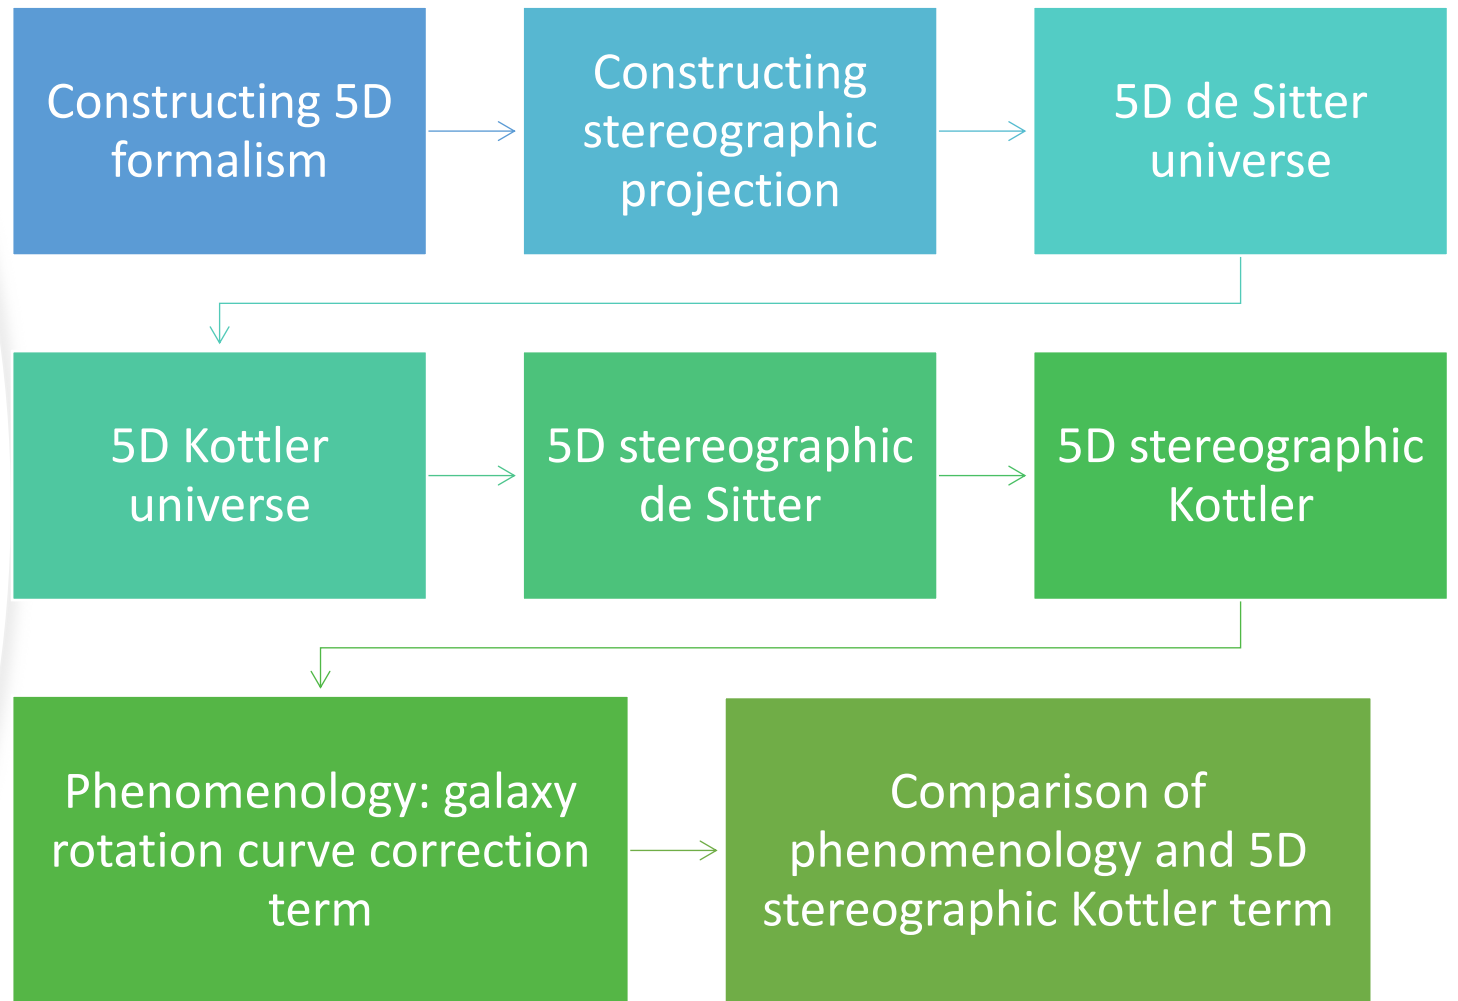 Constructing 5D
formalism
Constructing
stereographic
projection
5D de Sitter
universe
5D Kottler
universe
5D stereographic
de Sitter
5D stereographic
Kottler
Phenomenology: galaxy
rotation curve correction
term
Comparison of
phenomenology and 5D
stereographic Kottler term